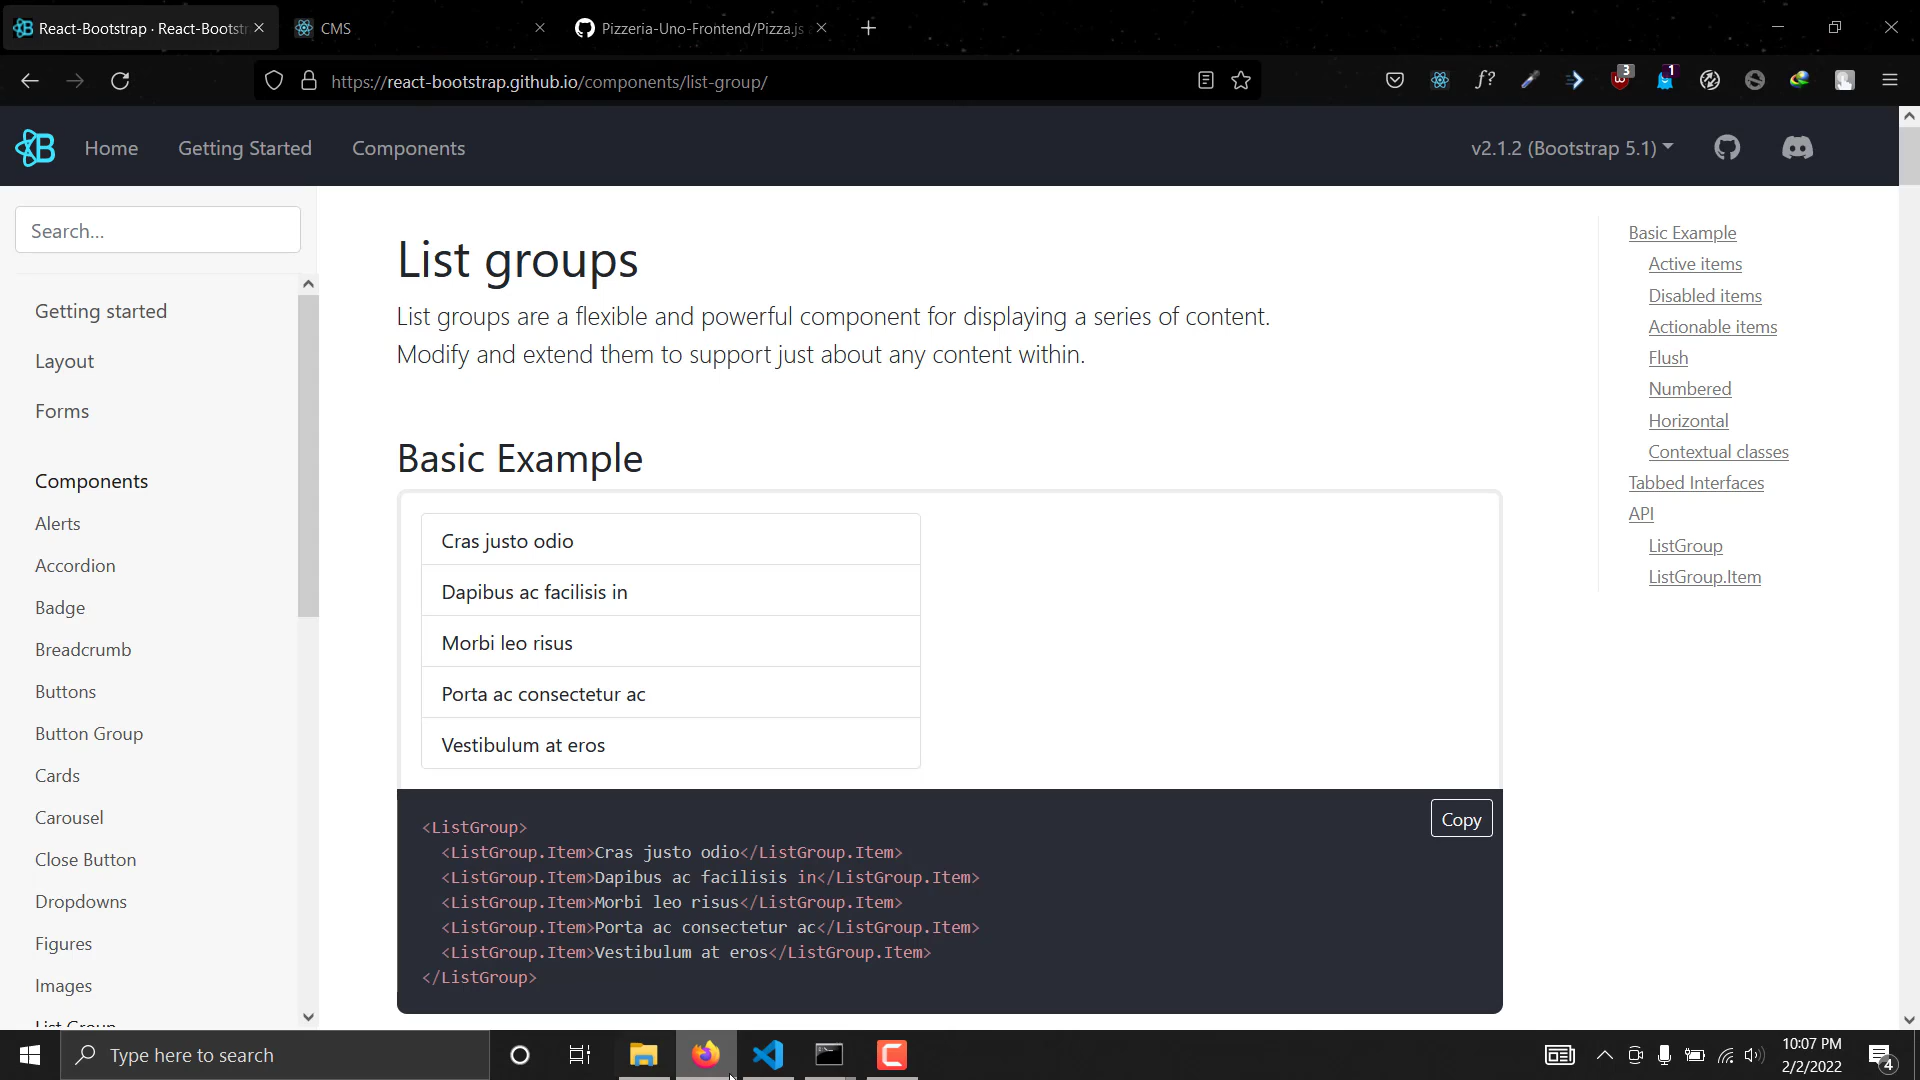 React-Bootstrap · React-Bootstr
CMS
Pizzeria-Uno-Frontend/Pizza.js
https://react-bootstrap.github.io/components/list-group/
3
1
Home
Getting Started
Components
v2.1.2 (Bootstrap 5.1)
Search...
Getting started
Layout
Forms
Components
Alerts
Accordion
Badge
Breadcrumb
Buttons
Button Group
Cards
Carousel
Close Button
Dropdowns
Figures
Images
List Group
List groups
List groups are a flexible and powerful component for displaying a series of content.
Modify and extend them to support just about any content within.
Basic Example
Cras justo odio
Dapibus ac facilisis in
Morbi leo risus
Porta ac consectetur ac
Vestibulum at eros
Copy
<ListGroup>
<ListGroup.Item>Cras justo odio</ListGroup.Item>
<ListGroup.Item>Dapibus ac facilisis in</ListGroup.Item>
<ListGroup.Item>Morbi leo risus</ListGroup.Item>
<ListGroup.Item>Porta ac consectetur ac</ListGroup.Item>
<ListGroup.Item>Vestibulum at eros</ListGroup.Item>
</ListGroup>
Basic Example
Active items
Disabled items
Actionable items
Flush
Numbered
Horizontal
Contextual classes
Tabbed Interfaces
API
ListGroup
ListGroup.Item
Type here to search
10:07 PM
2/2/2022
4